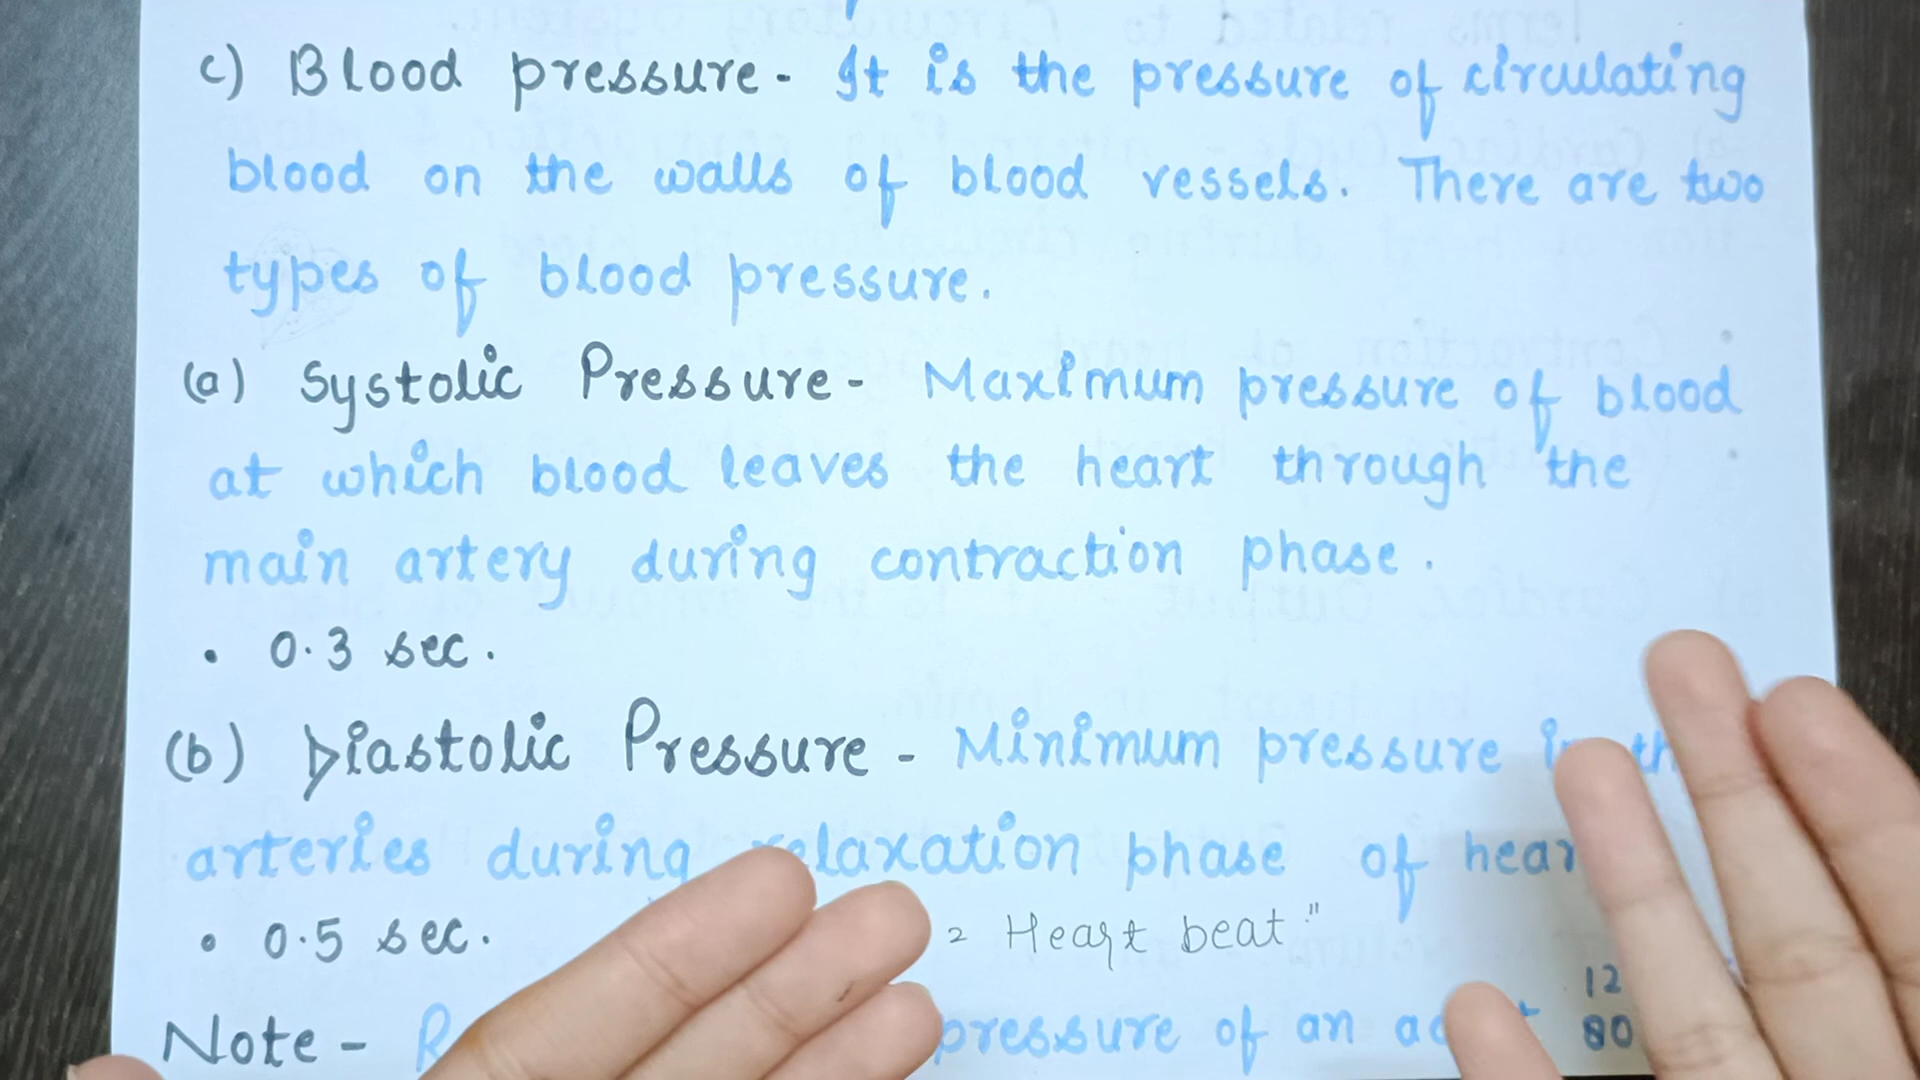 c) Blood pressure - It is the pressure of circulating
blood on the walls of blood vessels. There are two
types of blood pressure.
(a) Systolic Pressure - Maximum pressure of blood
at which blood leaves the heart through the
main artery during contraction phase.
• 0.3 sec.
(b) Diastolic Pressure - Minimum pressure
arteries during relaxation phase of
• 0.5 sec. = Heart beat"
12
Note - pressure of an 80